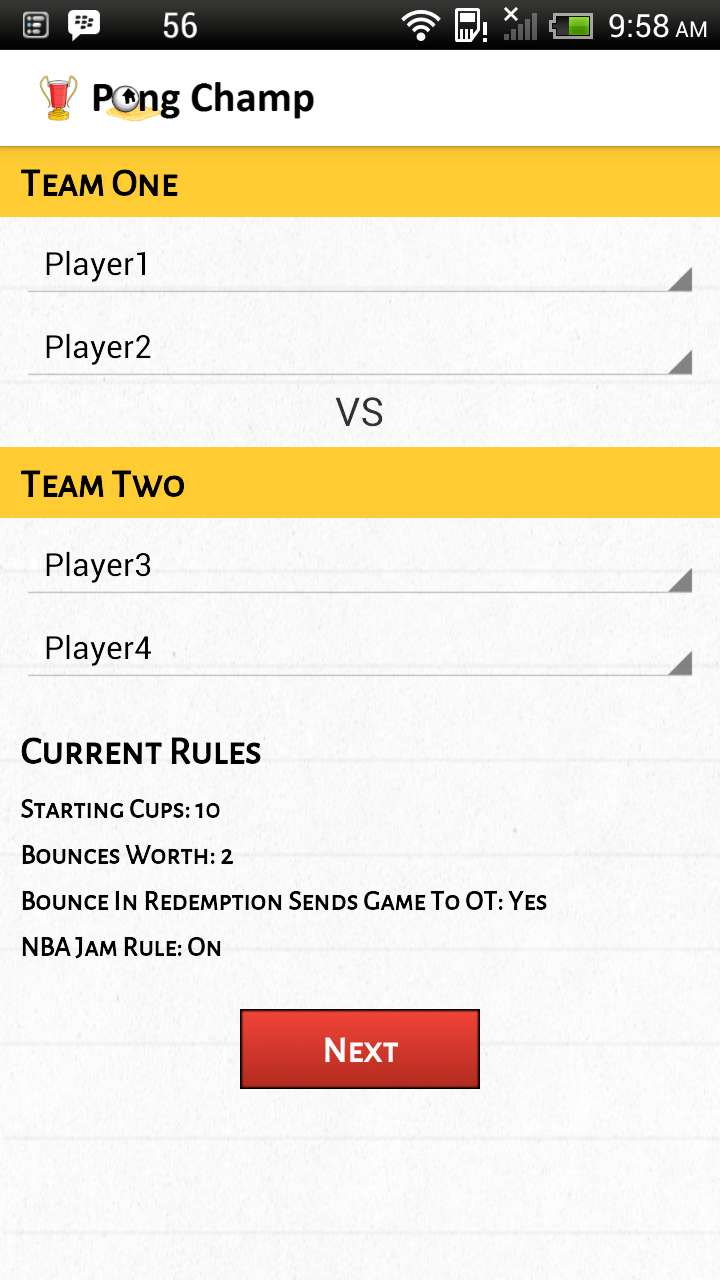 56 9:58 AM
Pong Champ
TEAM ONE
Player1
Player2
VS
TEAM TWO
Player3
Player4
CURRENT RULES
STARTING CUPS: 10
BOUNCES WORTH: 2
BOUNCE IN REDEMPTION SENDS GAME TO OT: YES
NBA JAM RULE: ON
NEXT